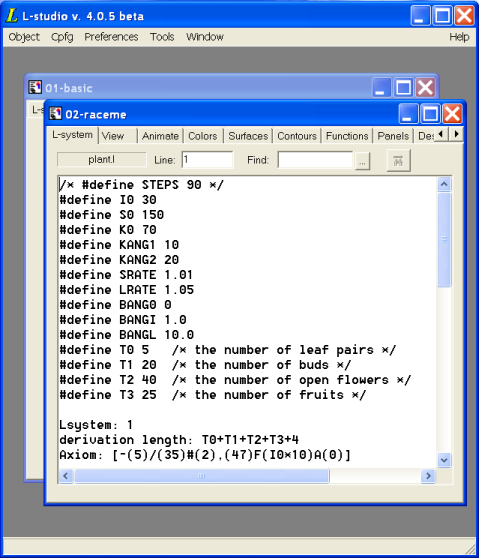 L-studio v. 4.0.5 beta
Object Cpfg Preferences Tools Window Help
01-basic
02-raceme
L-system View Animate Colors Surfaces Contours Functions Panels
plant.l Line: 1 Find: ...
/* #define STEPS 90 */
#define I0 30
#define S0 150
#define K0 70
#define KANG1 10
#define KANG2 20
#define SRATE 1.01
#define LRATE 1.05
#define BANG0 0
#define BANGI 1.0
#define BANGL 10.0
#define T0 5 /* the number of leaf pairs */
#define T1 20 /* the number of buds */
#define T2 40 /* the number of open flowers */
#define T3 25 /* the number of fruits */
Lsystem: 1
derivation length: T0+T1+T2+T3+4
Axiom: [-(5)/(35)#(2),(47)F(I0*10)A(0)]